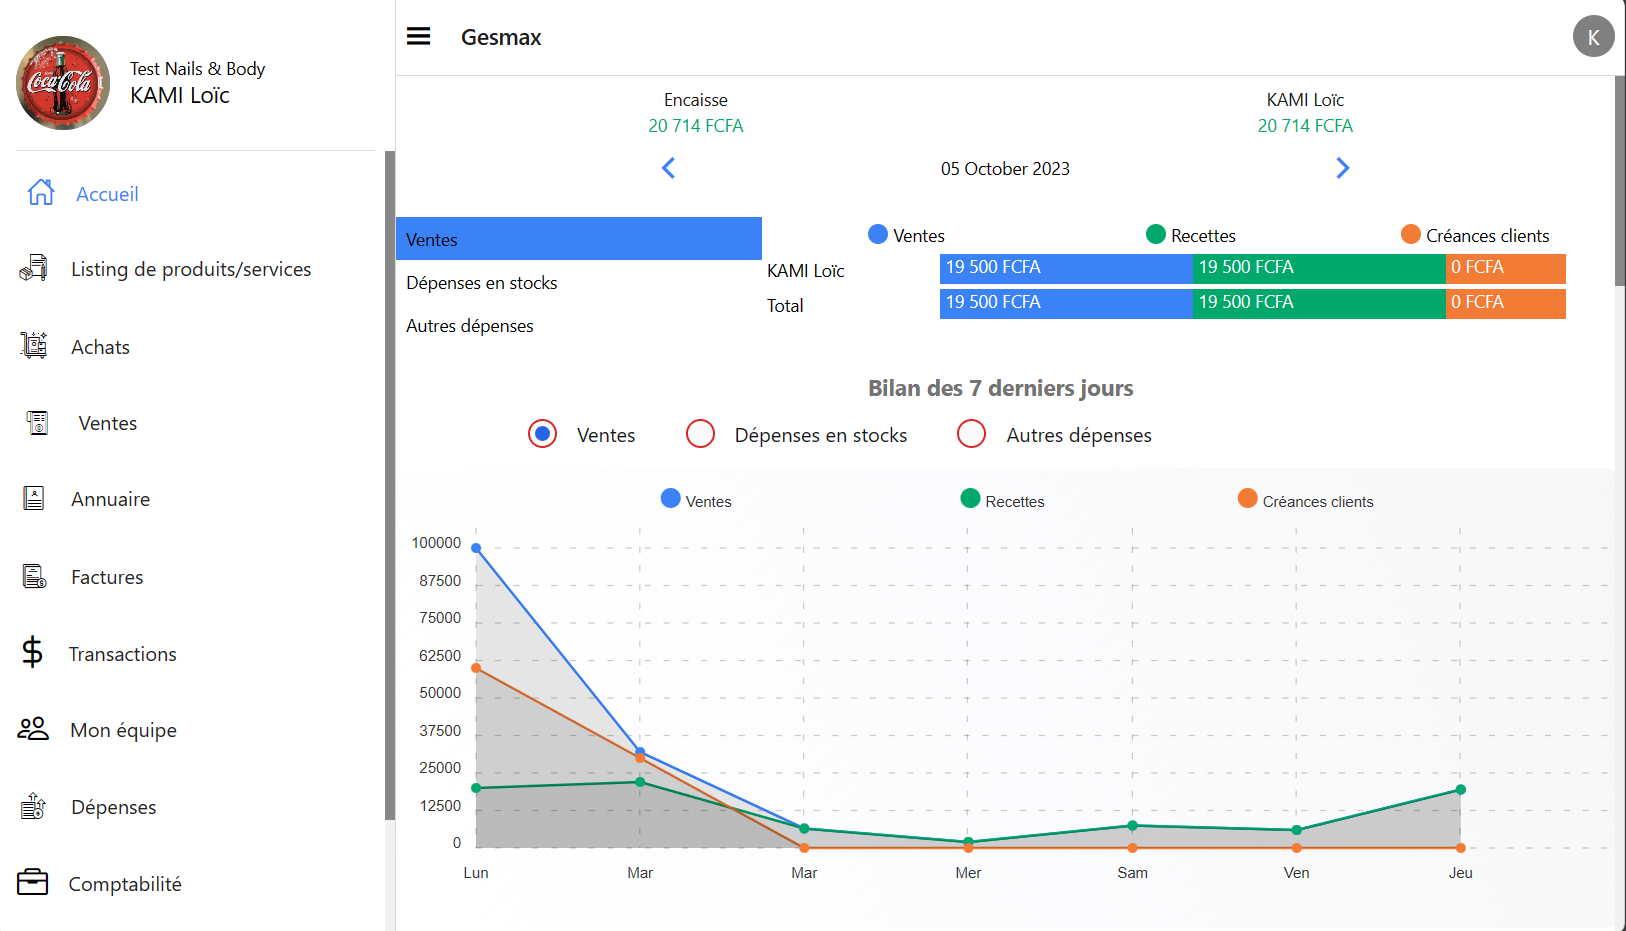 Coca-Cola
Test Nails & Body
KAMI Loïc
Accueil
Listing de produits/services
Achats
Ventes
Annuaire
Factures
Transactions
Mon équipe
Dépenses
Comptabilité
Gesmax
K
Encaisse
20 714 FCFA
KAMI Loïc
20 714 FCFA
05 October 2023
Ventes
Dépenses en stocks
Autres dépenses
Ventes Recettes Créances clients
KAMI Loïc 19 500 FCFA 19 500 FCFA 0 FCFA
Total 19 500 FCFA 19 500 FCFA 0 FCFA
Bilan des 7 derniers jours
Ventes Dépenses en stocks Autres dépenses
Ventes Recettes Créances clients
100000
87500
75000
62500
50000
37500
25000
12500
0
Lun Mar Mar Mer Sam Ven Jeu